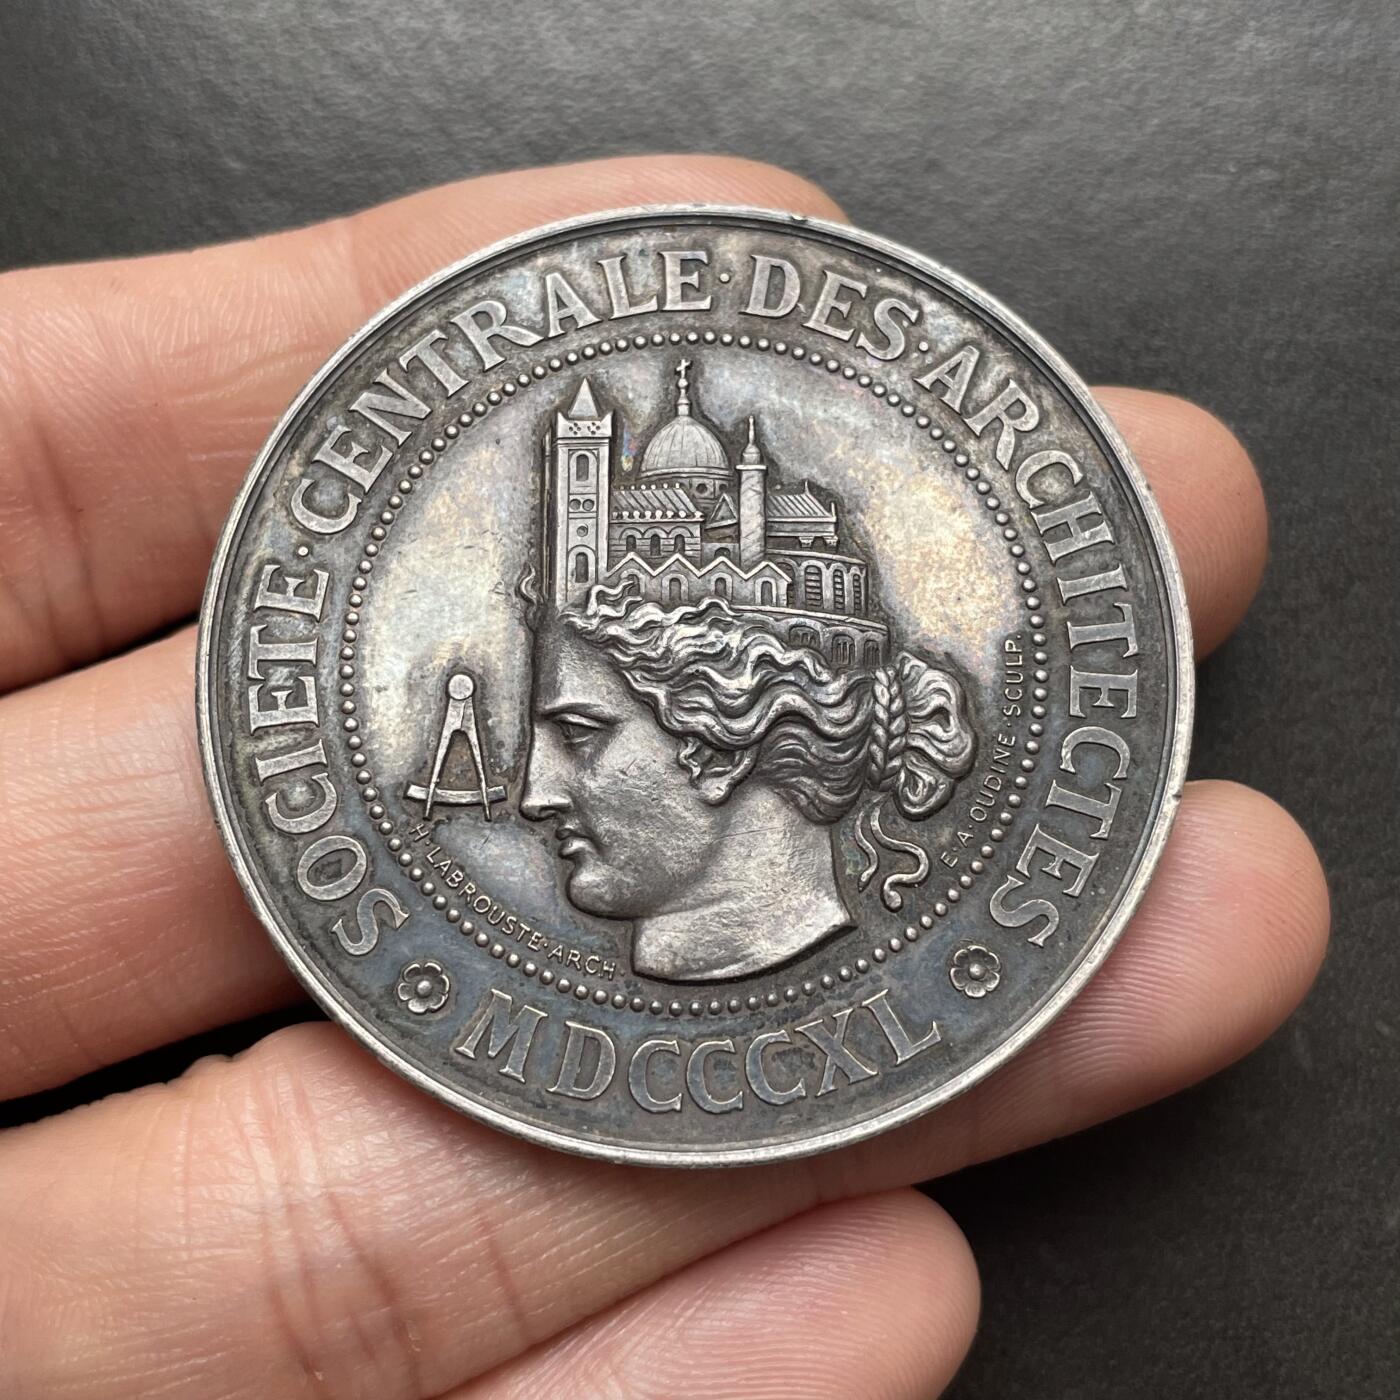 SOCIETE · CENTRALE · DES · ARCHITECTES
MDCCCXL
H · LABROUSTE · ARCH
E · A · OUDINE · SCULP.